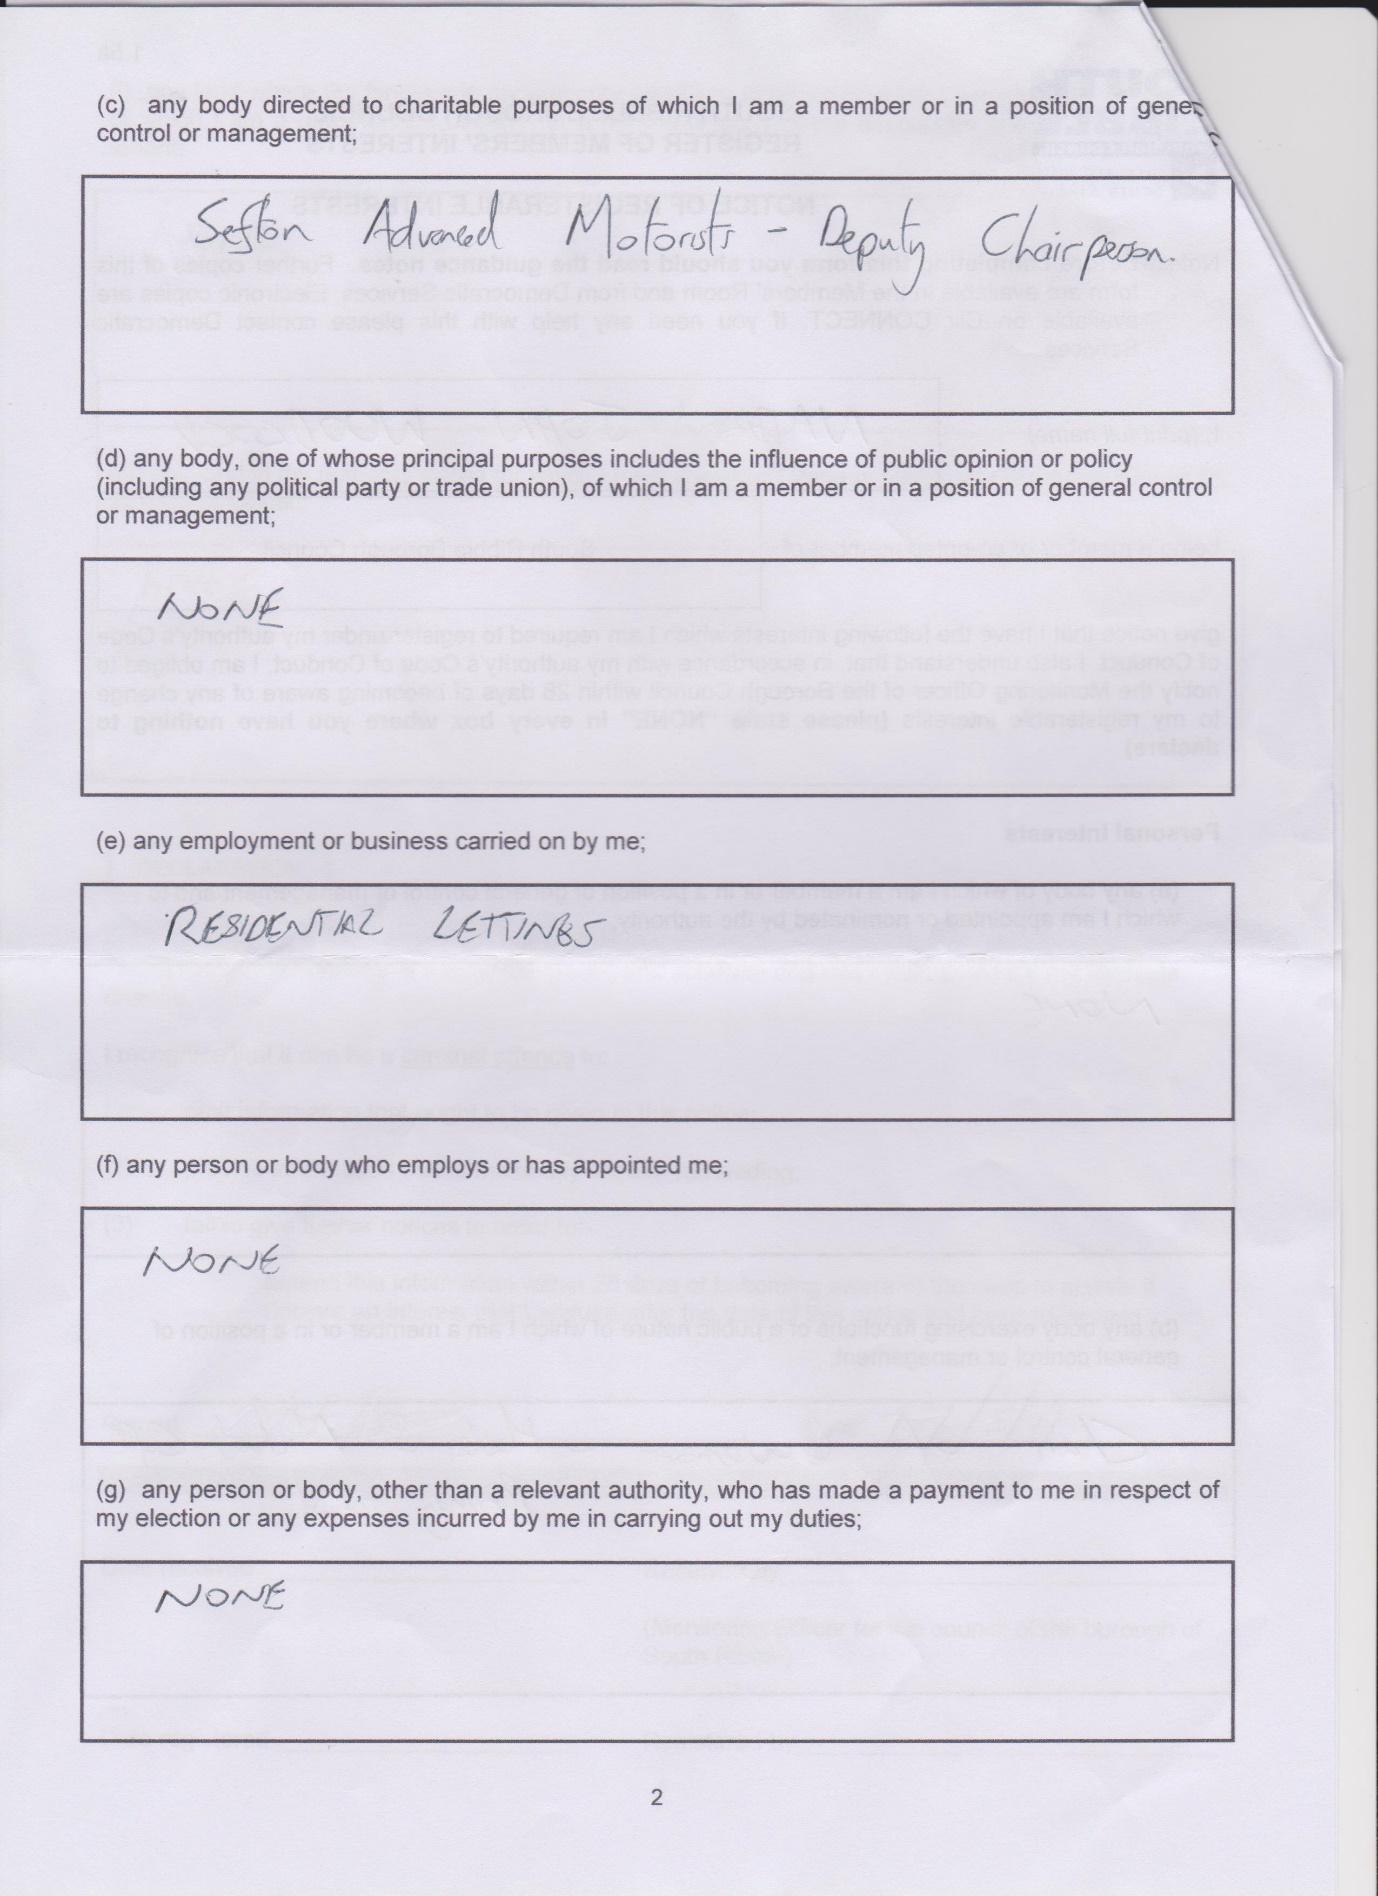 (c) any body directed to charitable purposes of which I am a member or in a position of gene
control or management;
Sefton Advanced Motorists - Deputy Chairperson.
(d) any body, one of whose principal purposes includes the influence of public opinion or policy
(including any political party or trade union), of which I am a member or in a position of general control
or management;
NONE
(e) any employment or business carried on by me;
RESIDENTIAL LETTINGS
(f) any person or body who employs or has appointed me;
NONE
(g) any person or body, other than a relevant authority, who has made a payment to me in respect of
my election or any expenses incurred by me in carrying out my duties;
NONE
2